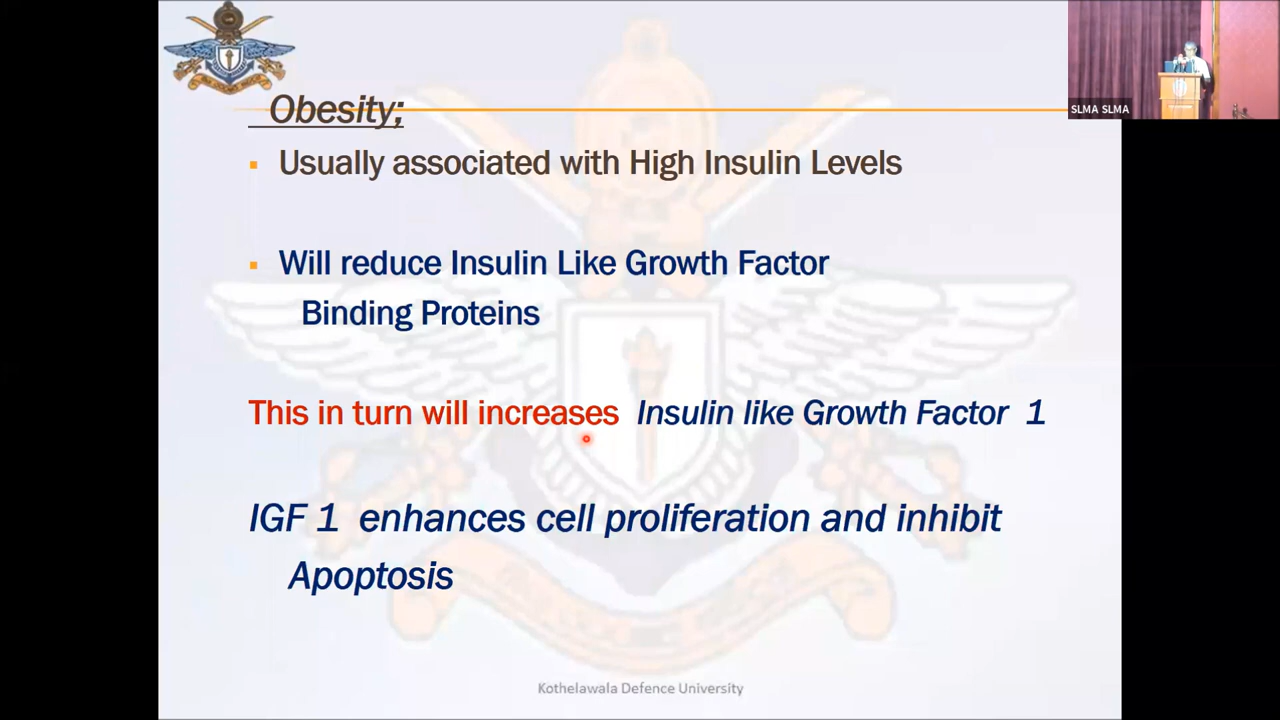 SLMA SLMA
Obesity;
▪ Usually associated with High Insulin Levels
▪ Will reduce Insulin Like Growth Factor
Binding Proteins
This in turn will increases Insulin like Growth Factor 1
IGF 1 enhances cell proliferation and inhibit
Apoptosis
Kothelawala Defence University